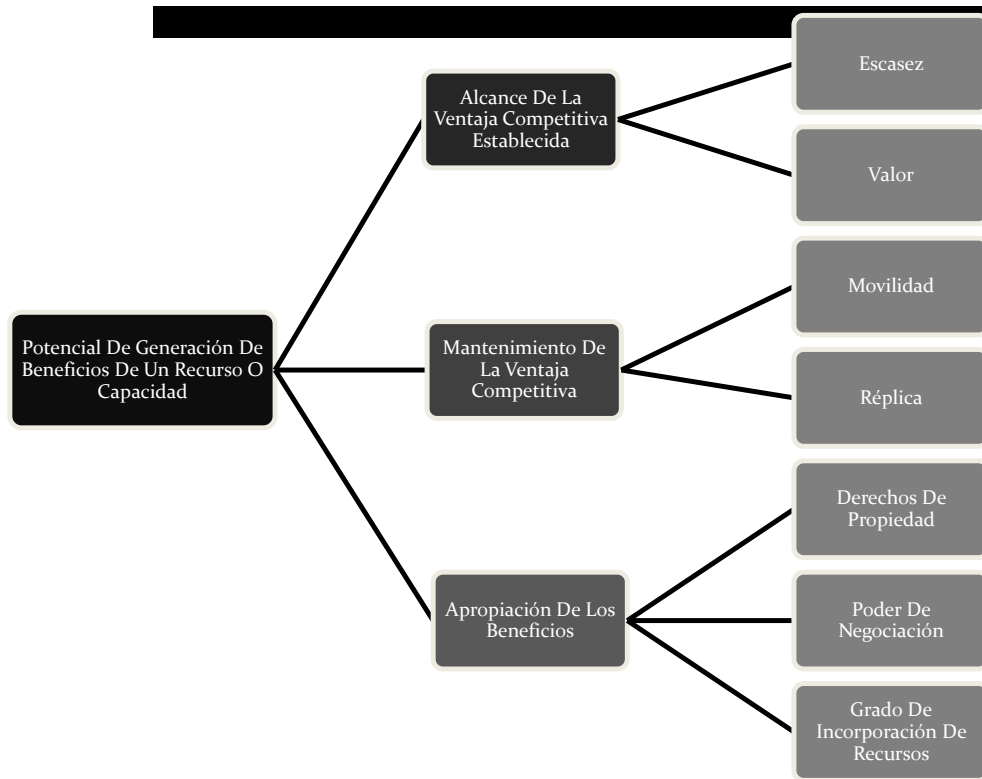 Potencial De Generación De
Beneficios De Un Recurso O
Capacidad
Alcance De La
Ventaja Competitiva
Establecida
Escasez
Valor
Mantenimiento De
La Ventaja
Competitiva
Movilidad
Réplica
Apropiación De Los
Beneficios
Derechos De
Propiedad
Poder De
Negociación
Grado De
Incorporación De
Recursos